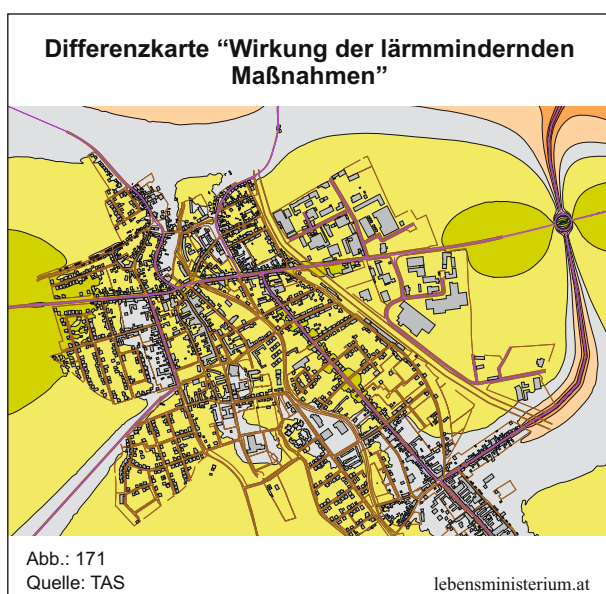 Differenzkarte “Wirkung der lärmmindernden
Maßnahmen”
Abb.: 171
Quelle: TAS
lebensministerium.at